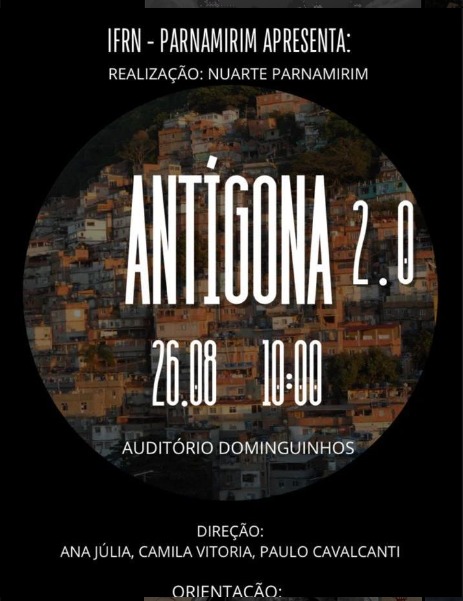 IFRN - PARNAMIRIM APRESENTA:
REALIZAÇÃO: NUARTE PARNAMIRIM
ANTÍGONA 2.0
26.08 10:00
AUDITÓRIO DOMINGUINHOS
DIREÇÃO:
ANA JÚLIA, CAMILA VITORIA, PAULO CAVALCANTI
ORIENTAÇÃO: